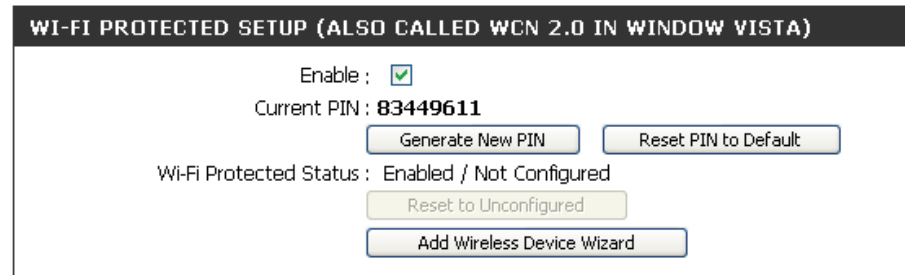 WI-FI PROTECTED SETUP (ALSO CALLED WCN 2.0 IN WINDOW VISTA)
Enable :
Current PIN : 83449611
Generate New PIN Reset PIN to Default
Wi-Fi Protected Status : Enabled / Not Configured
Reset to Unconfigured
Add Wireless Device Wizard